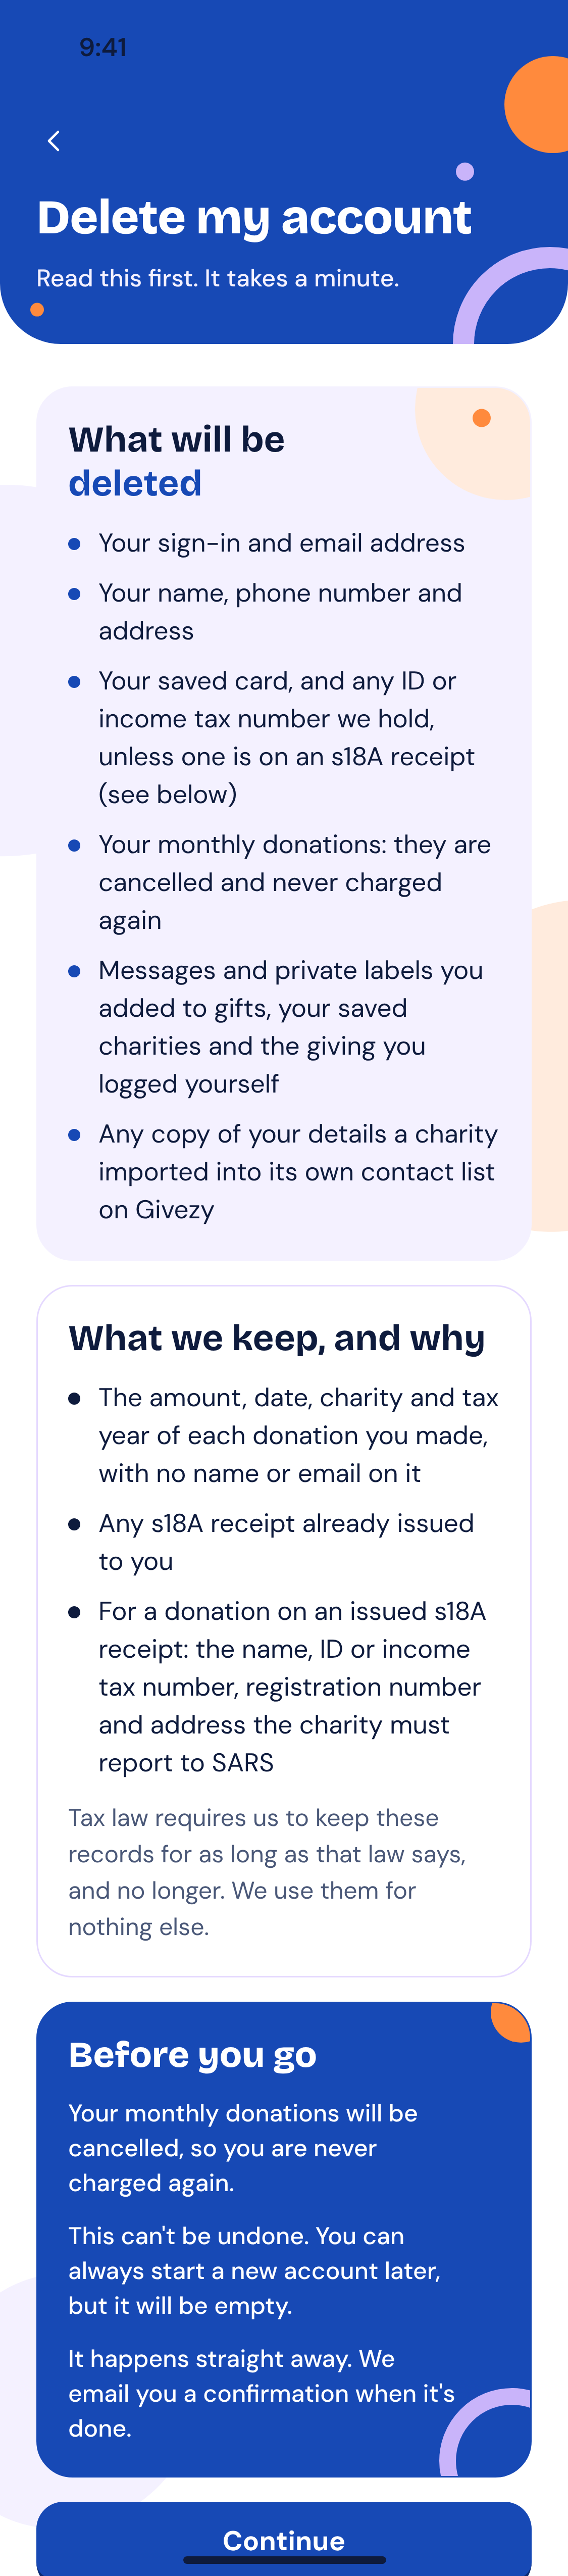 9:41
Delete my account
Read this first. It takes a minute.
What will be
deleted
Your sign-in and email address
Your name, phone number and
address
Your saved card, and any ID or
income tax number we hold,
unless one is on an s18A receipt
(see below)
Your monthly donations: they are
cancelled and never charged
again
Messages and private labels you
added to gifts, your saved
charities and the giving you
logged yourself
Any copy of your details a charity
imported into its own contact list
on Givezy
What we keep, and why
The amount, date, charity and tax
year of each donation you made,
with no name or email on it
Any s18A receipt already issued
to you
For a donation on an issued s18A
receipt: the name, ID or income
tax number, registration number
and address the charity must
report to SARS
Tax law requires us to keep these
records for as long as that law says,
and no longer. We use them for
nothing else.
Before you go
Your monthly donations will be
cancelled, so you are never
charged again.
This can't be undone. You can
always start a new account later,
but it will be empty.
It happens straight away. We
email you a confirmation when it's
done.
Continue